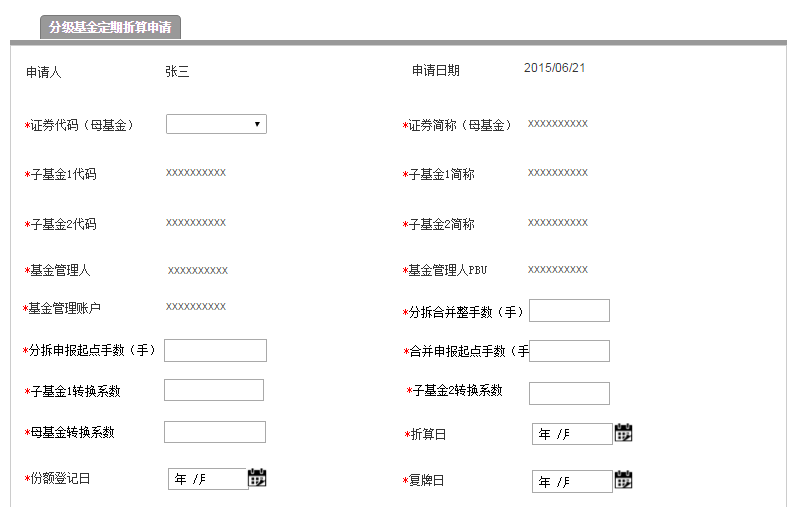 分级基金定期折算申请
申请人 张三 申请日期 2015/06/21
*证券代码（母基金） *证券简称（母基金） XXXXXXXXXX
*子基金1代码 XXXXXXXXXX *子基金1简称 XXXXXXXXXX
*子基金2代码 XXXXXXXXXX *子基金2简称 XXXXXXXXXX
*基金管理人 XXXXXXXXXX *基金管理人PBU XXXXXXXXXX
*基金管理账户 XXXXXXXXXX *分拆合并整手数（手）
*分拆申报起点手数（手） *合并申报起点手数（手
*子基金1转换系数 *子基金2转换系数
*母基金转换系数 *折算日 年 /月
*份额登记日 年 /月 *复牌日 年 /月